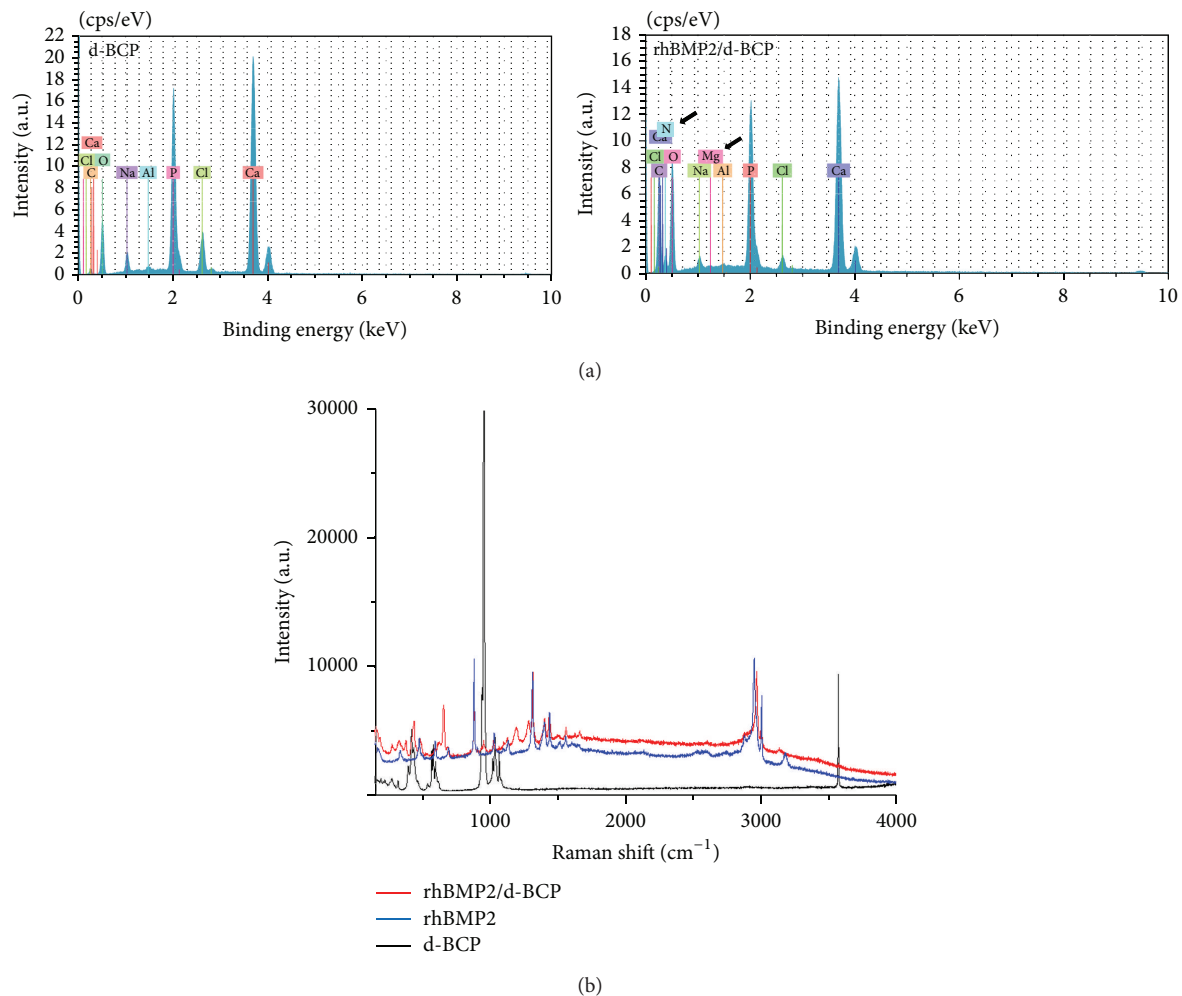 (cps/eV)
d-BCP
22
20
18
16
14
12
10
8
6
4
2
0
Ca
Cl O
C
Na
Al
P
Cl
Ca
0 2 4 6 8 10
Intensity (a.u.)
Binding energy (keV)
(cps/eV)
rhBMP2/d-BCP
18
16
14
12
10
8
6
4
2
0
N
Ca
Cl O
C
Mg
Na
Al
P
Cl
Ca
0 2 4 6 8 10
Intensity (a.u.)
Binding energy (keV)
(a)
30000
20000
10000
Intensity (a.u.)
1000 2000 3000 4000
Raman shift (cm⁻¹)
rhBMP2/d-BCP
rhBMP2
d-BCP
(b)